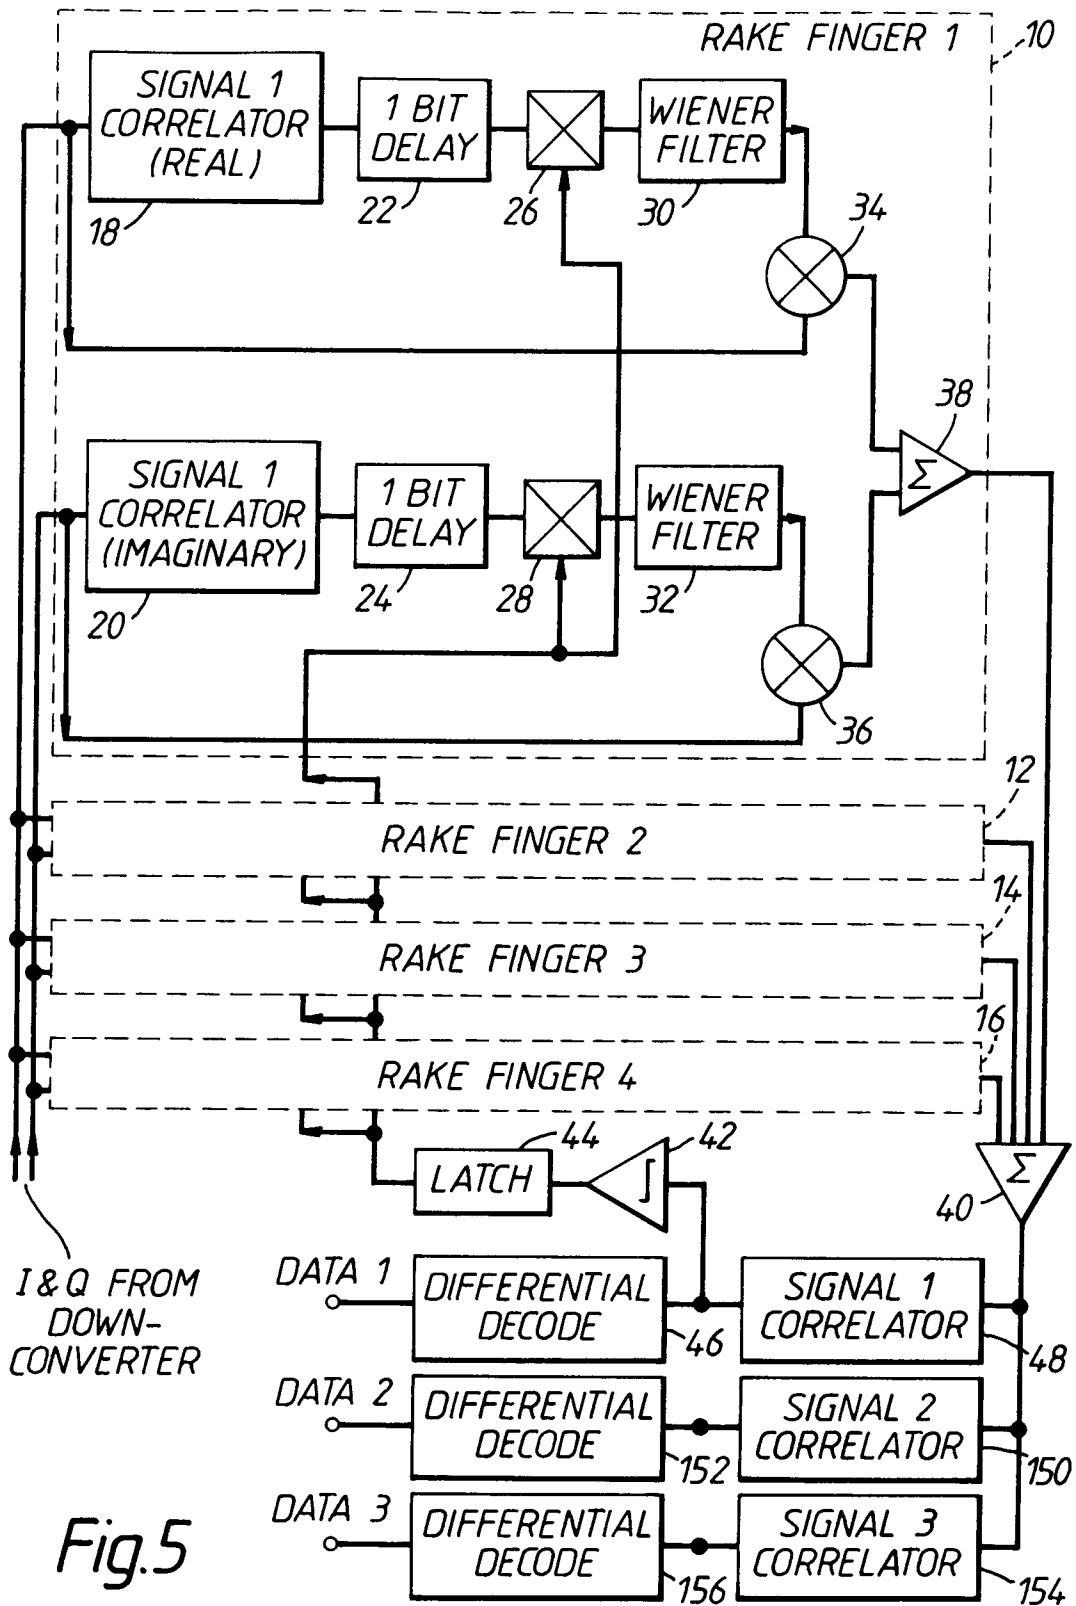 RAKE FINGER 1
10
SIGNAL 1
CORRELATOR
(REAL)
18
1 BIT
DELAY
22
26
WIENER
FILTER
30
34
38
Σ
SIGNAL 1
CORRELATOR
(IMAGINARY)
20
1 BIT
DELAY
24
28
WIENER
FILTER
32
36
12
RAKE FINGER 2
14
RAKE FINGER 3
16
RAKE FINGER 4
44
LATCH
42
∫
Σ
40
I & Q FROM
DOWN-
CONVERTER
DATA 1
DIFFERENTIAL
DECODE
46
SIGNAL 1
CORRELATOR
48
DATA 2
DIFFERENTIAL
DECODE
152
SIGNAL 2
CORRELATOR
150
DATA 3
DIFFERENTIAL
DECODE
156
SIGNAL 3
CORRELATOR
154
Fig.5